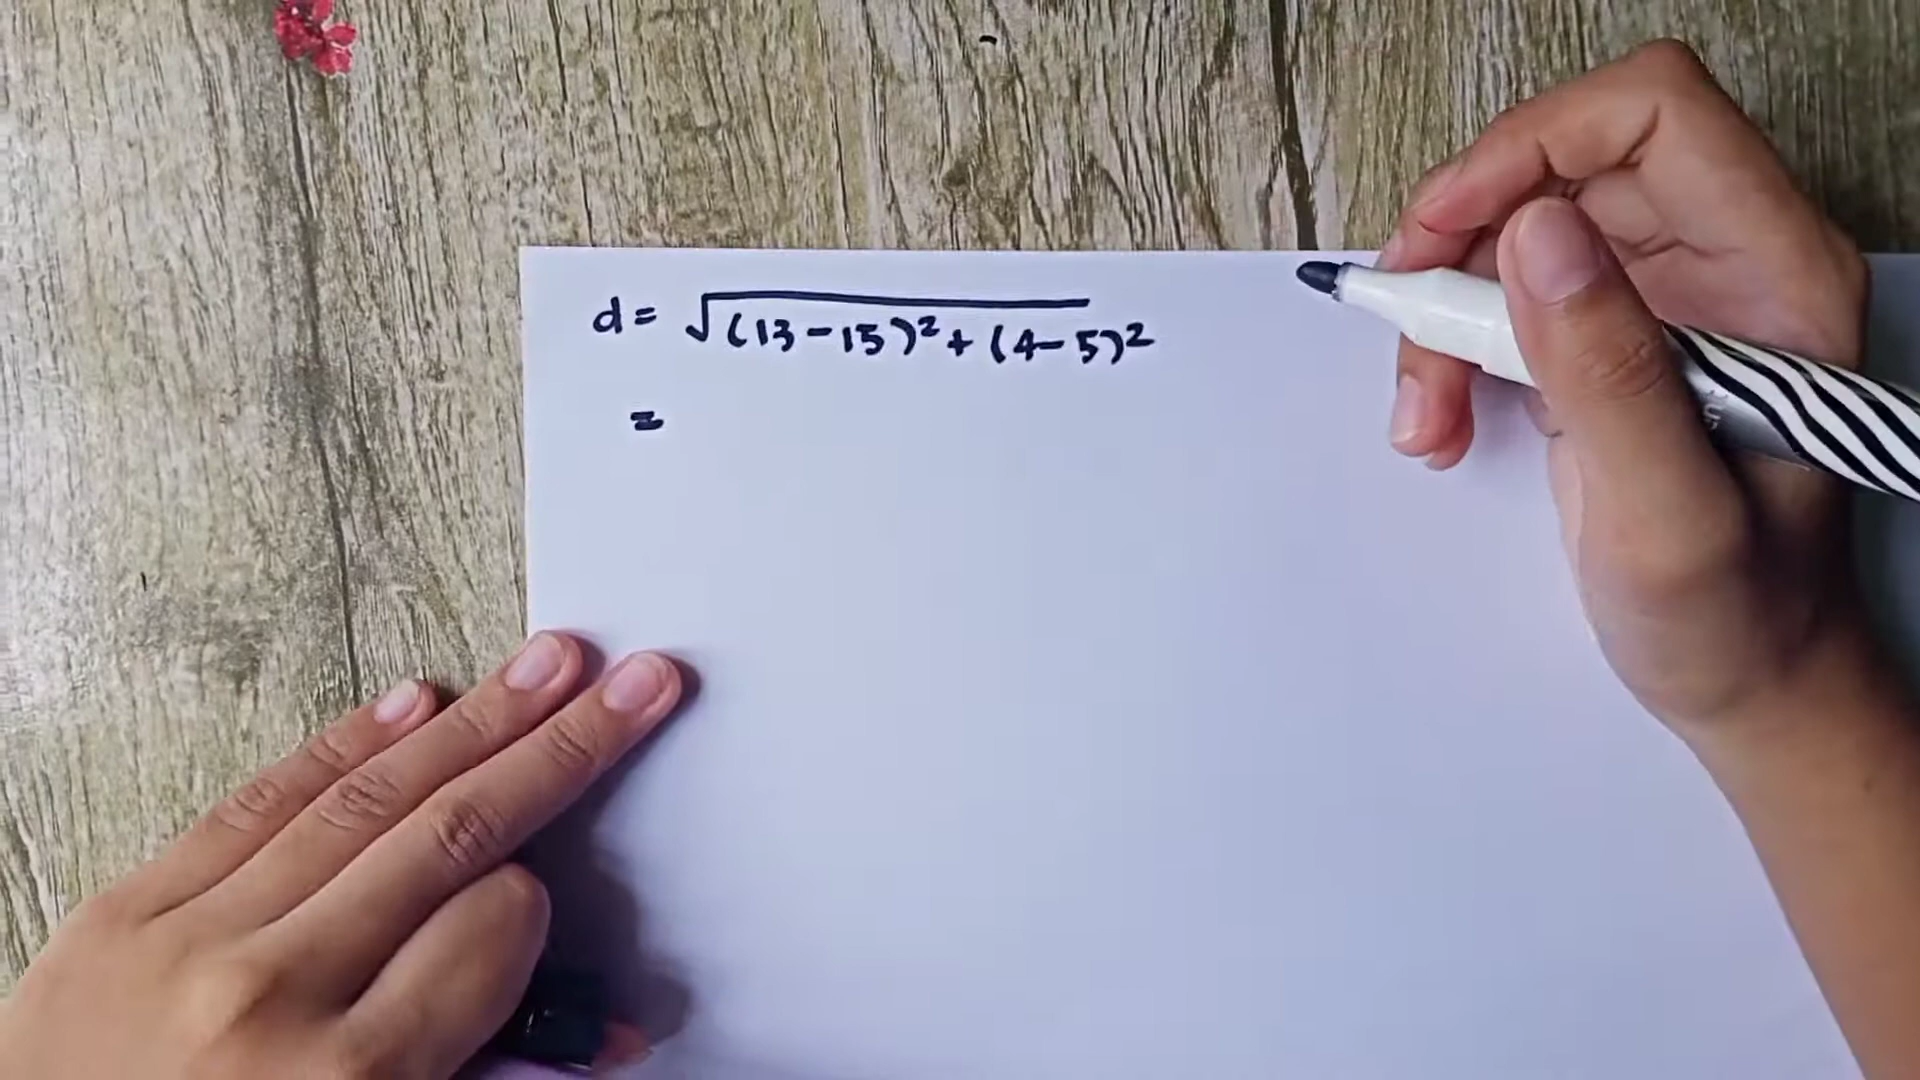 d = √(13-15)² + (4-5)²
=